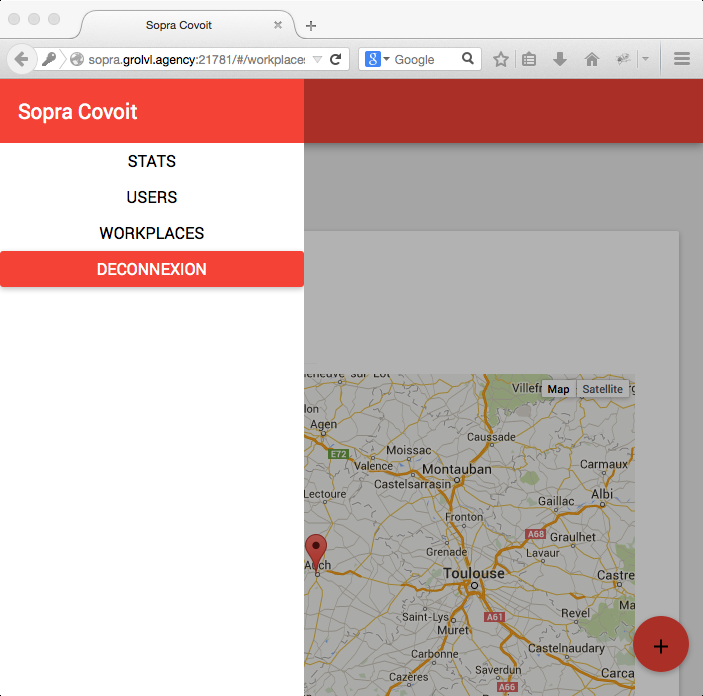 Sopra Covoit
sopra.grolvl.agency:21781/#/workplaces
Google
Sopra Covoit
STATS
USERS
WORKPLACES
DECONNEXION
Map
Satellite
Agen
Caussade
E72
Moissac
Valence
Montauban
Castelsarrasin
Carmaux
Lectoure
Albi
Gaillac
Fronton
A68
Graulhet
Grenade
Lavaur
Auch
Toulouse
Castre
Saint-Lys
A61
Revel
Muret
Carbonne
Castelnaudary
Saverdun
Cazères
Carca
A66
+